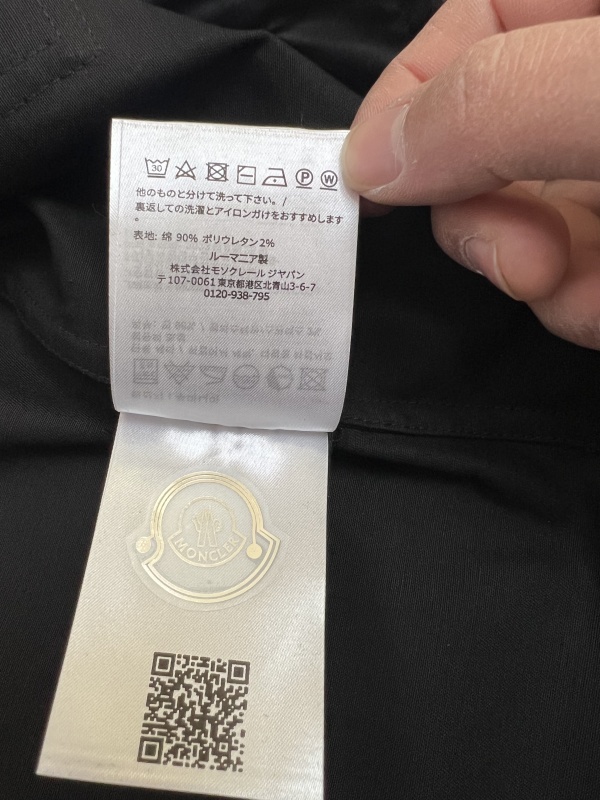 30
P W
他のものと分けて洗って下さい。/
裏返しての洗濯とアイロンがけをおすすめします
。
表地: 綿 90% ポリウレタン2%
ルーマニア製
株式会社モソクレール ジャパン
〒107-0061 東京都港区北青山3-6-7
0120-938-795
MONCLER